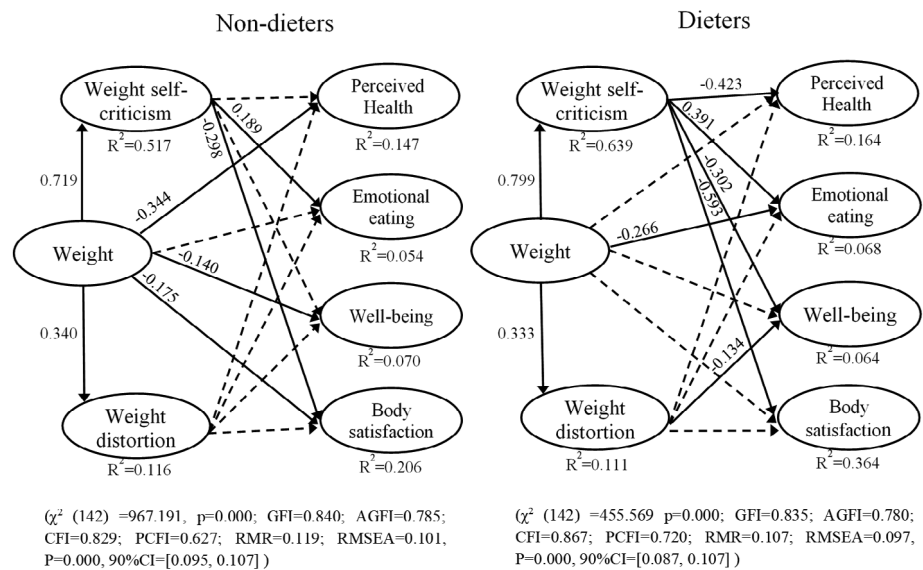 Non-dieters
Weight self-
criticism
R²=0.517
Perceived
Health
R²=0.147
0.189
-0.298
0.719
-0.344
Emotional
eating
R²=0.054
Weight
-0.140
-0.175
Well-being
R²=0.070
0.340
Weight
distortion
R²=0.116
Body
satisfaction
R²=0.206
(χ² (142) =967.191, p=0.000; GFI=0.840; AGFI=0.785;
CFI=0.829; PCFI=0.627; RMR=0.119; RMSEA=0.101,
P=0.000, 90%CI=[0.095, 0.107] )
Dieters
Weight self-
criticism
R²=0.639
-0.423
Perceived
Health
R²=0.164
0.391
-0.302
-0.593
0.799
Emotional
eating
R²=0.068
Weight
-0.266
Well-being
R²=0.064
0.333
-0.134
Weight
distortion
R²=0.111
Body
satisfaction
R²=0.364
(χ² (142) =455.569 p=0.000; GFI=0.835; AGFI=0.780;
CFI=0.867; PCFI=0.720; RMR=0.107; RMSEA=0.097,
P=0.000, 90%CI=[0.087, 0.107] )